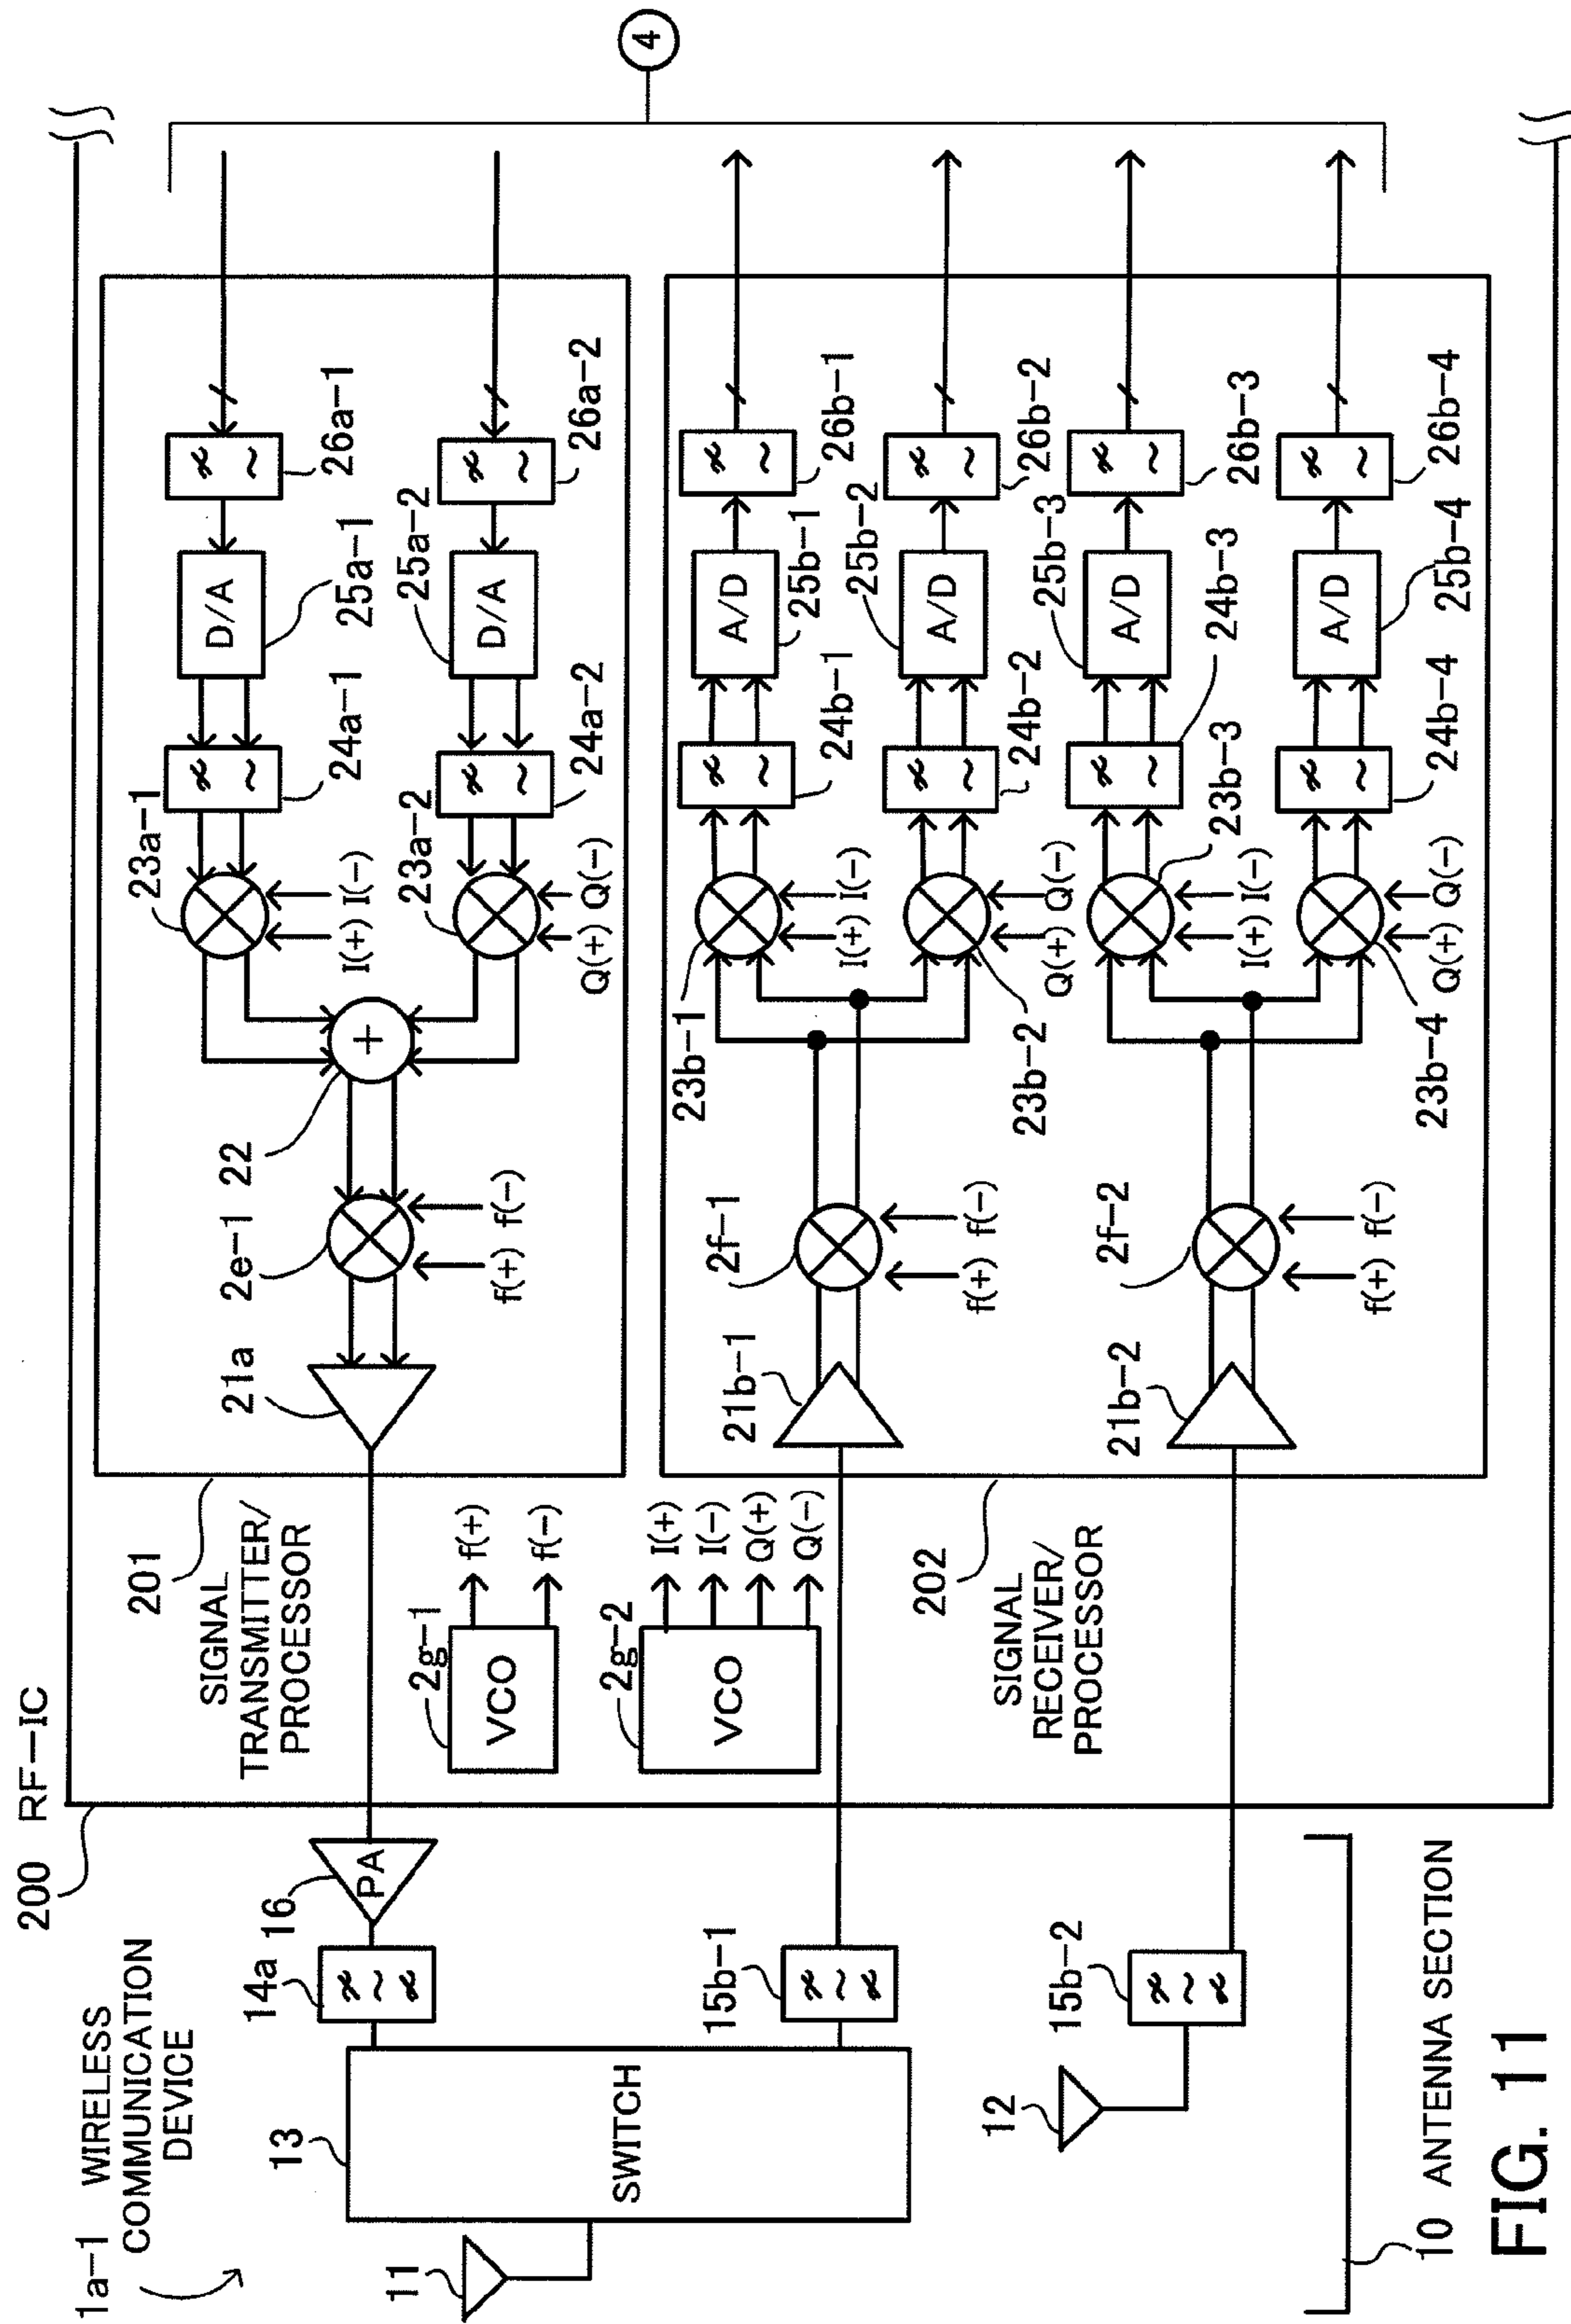 1a-1 WIRELESS
COMMUNICATION
DEVICE
200 RF-IC
11
13
SWITCH
14a
16
PA
15b-1
12
15b-2
10 ANTENNA SECTION
201
SIGNAL
TRANSMITTER/
PROCESSOR
2g-1
VCO
f(+)
f(-)
2g-2
VCO
I(+)
I(-)
Q(+)
Q(-)
202
SIGNAL
RECEIVER/
PROCESSOR
21a
2e-1
f(+)
f(-)
22
+
23a-1
I(+)
I(-)
24a-1
D/A
25a-1
26a-1
23a-2
Q(+)
Q(-)
24a-2
D/A
25a-2
26a-2
21b-1
2f-1
f(+)
f(-)
23b-1
I(+)
I(-)
24b-1
A/D
25b-1
26b-1
23b-2
Q(+)
Q(-)
24b-2
A/D
25b-2
26b-2
21b-2
2f-2
f(+)
f(-)
23b-3
I(+)
I(-)
24b-3
A/D
25b-3
26b-3
23b-4
Q(+)
Q(-)
24b-4
A/D
25b-4
26b-4
4
FIG. 11